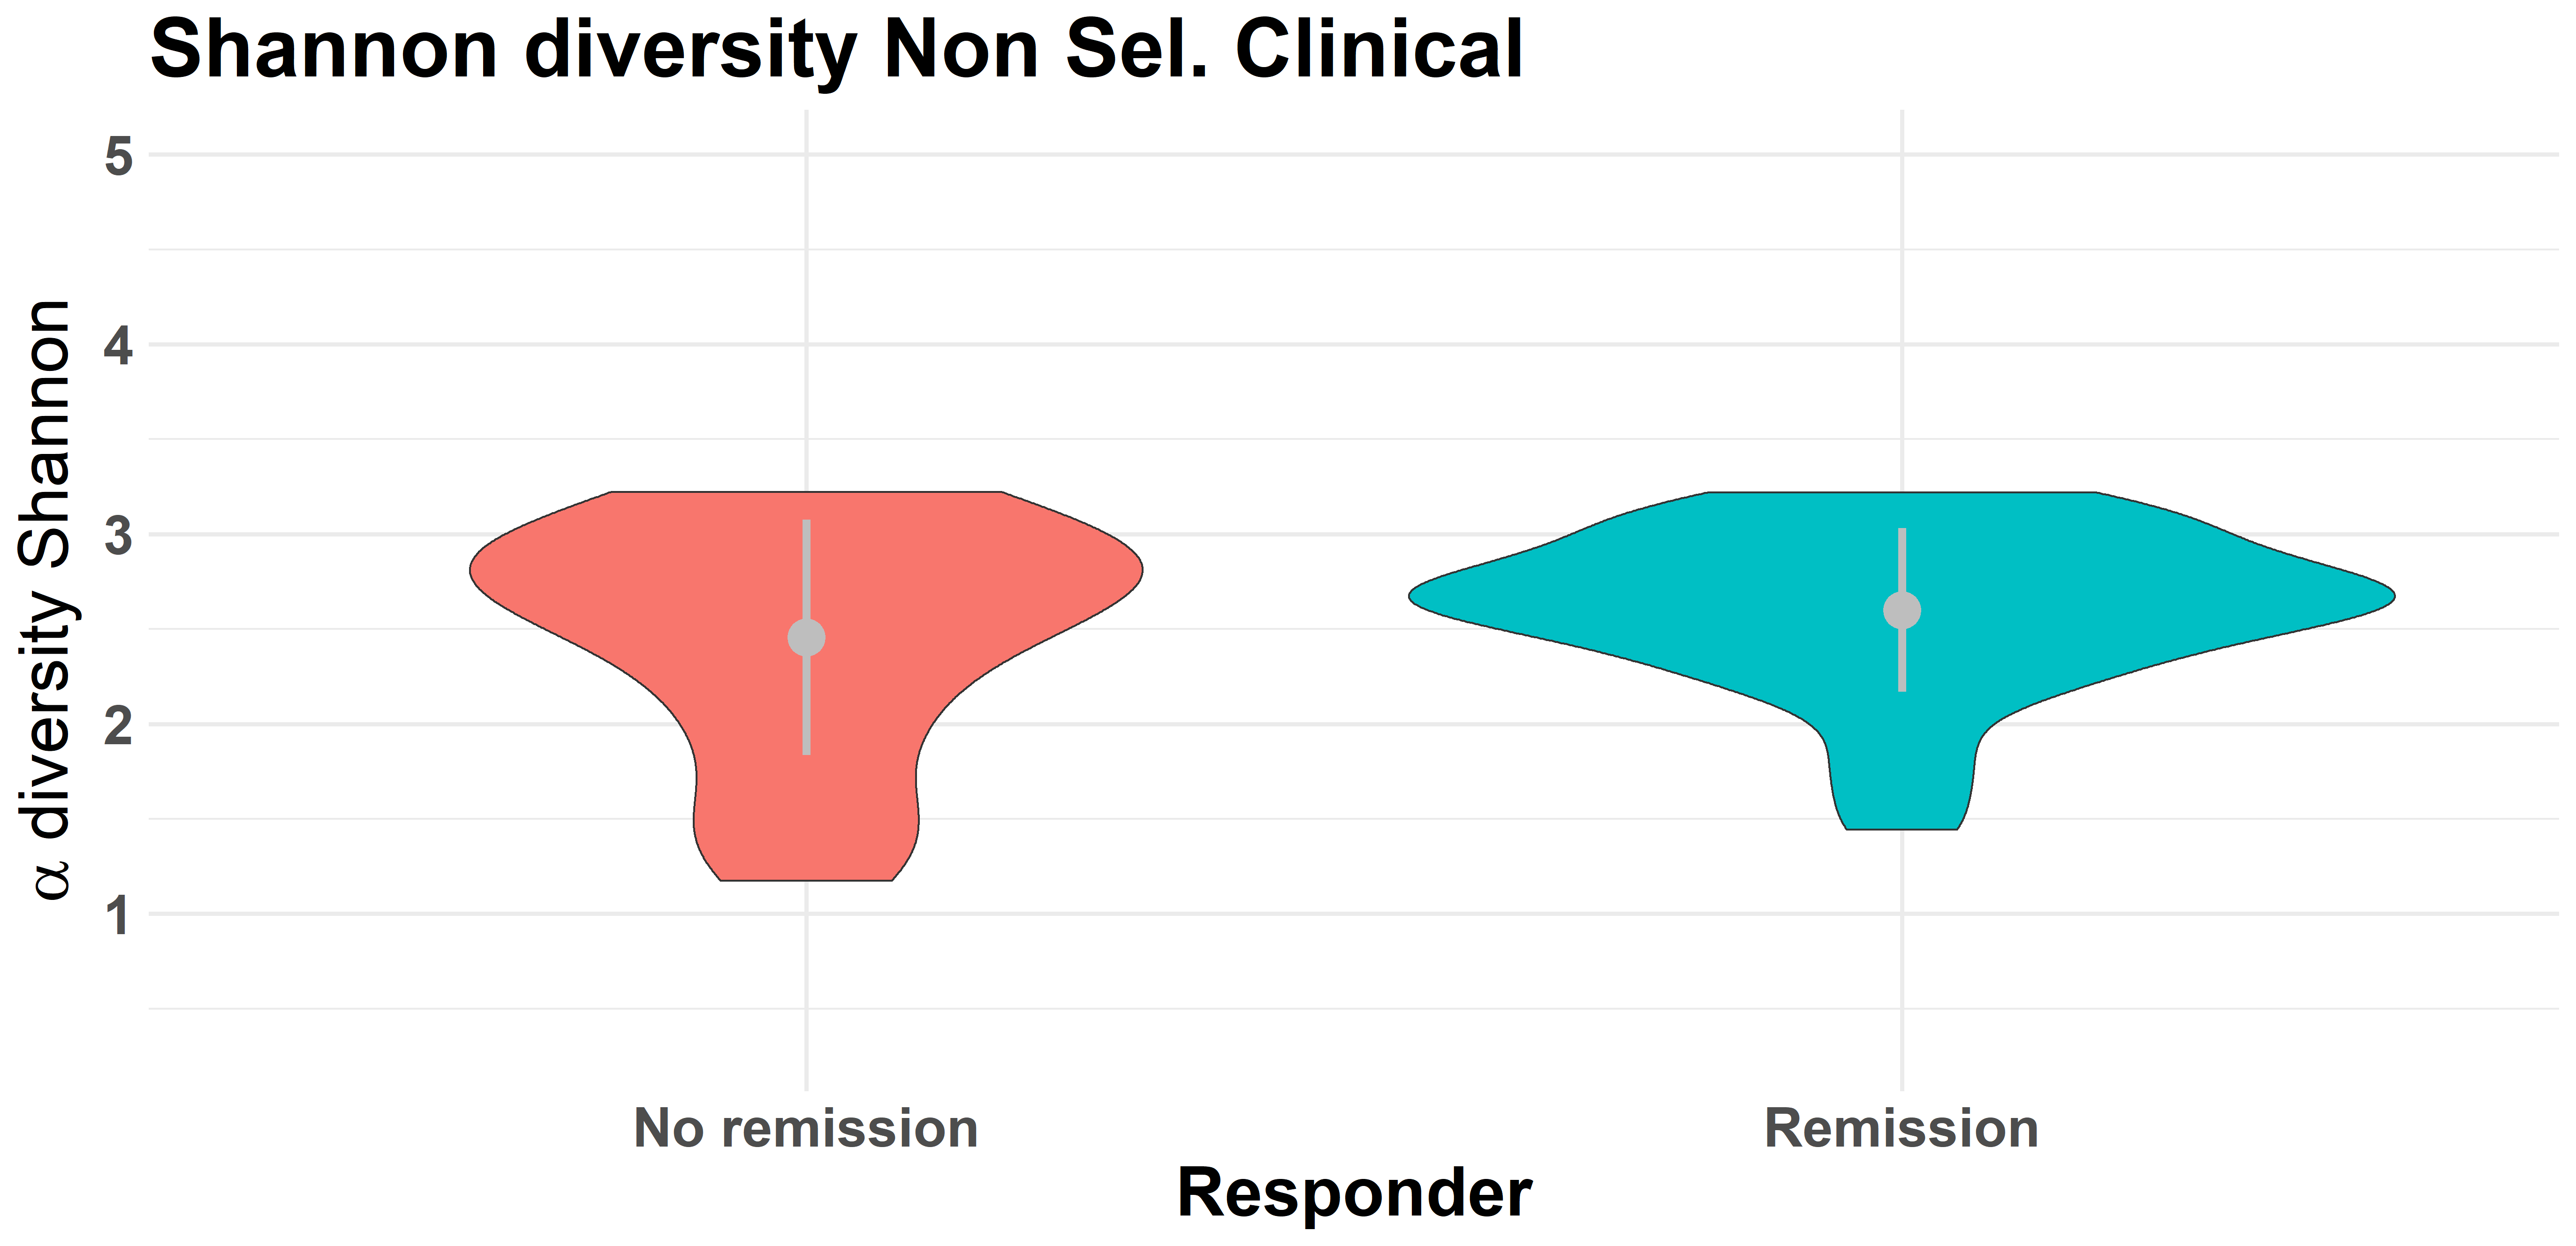 Shannon diversity Non Sel. Clinical
α diversity Shannon
5
4
3
2
1
No remission
Remission
Responder